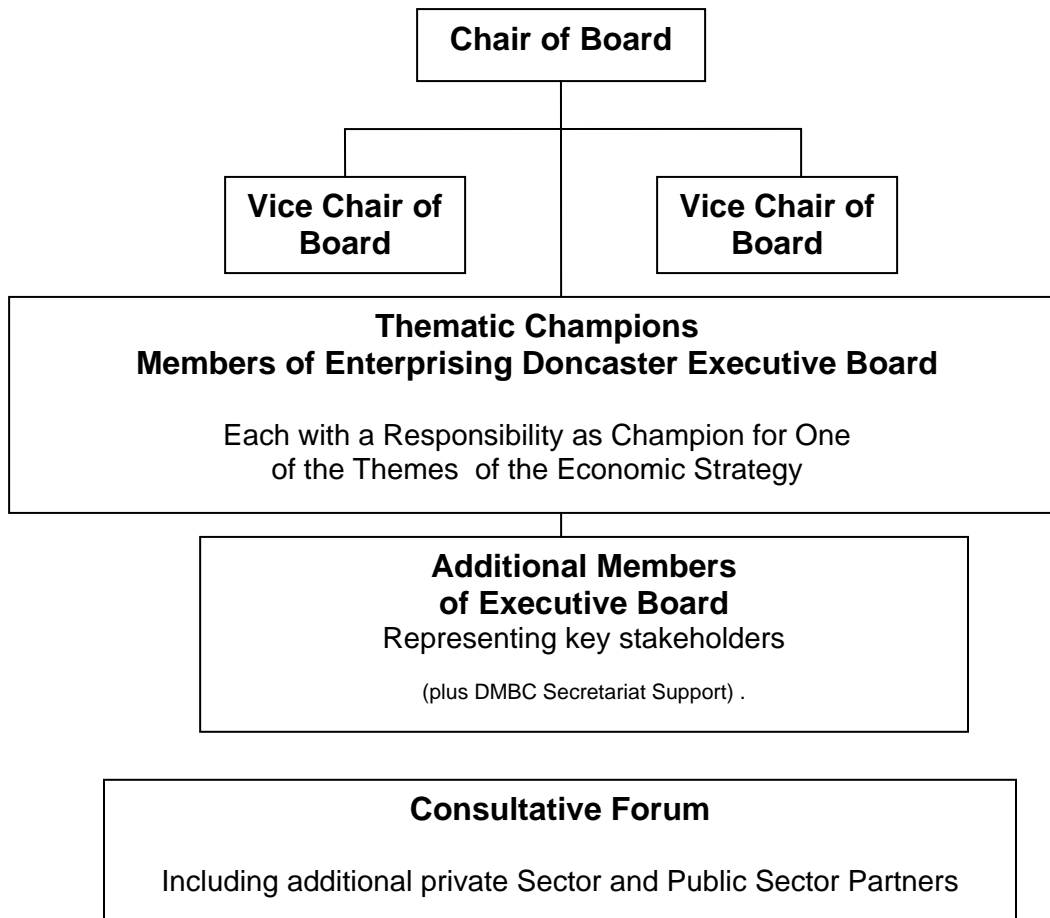 Chair of Board
Vice Chair of
Board
Vice Chair of
Board
Thematic Champions
Members of Enterprising Doncaster Executive Board
Each with a Responsibility as Champion for One
of the Themes of the Economic Strategy
Additional Members
of Executive Board
Representing key stakeholders
(plus DMBC Secretariat Support) .
Consultative Forum
Including additional private Sector and Public Sector Partners